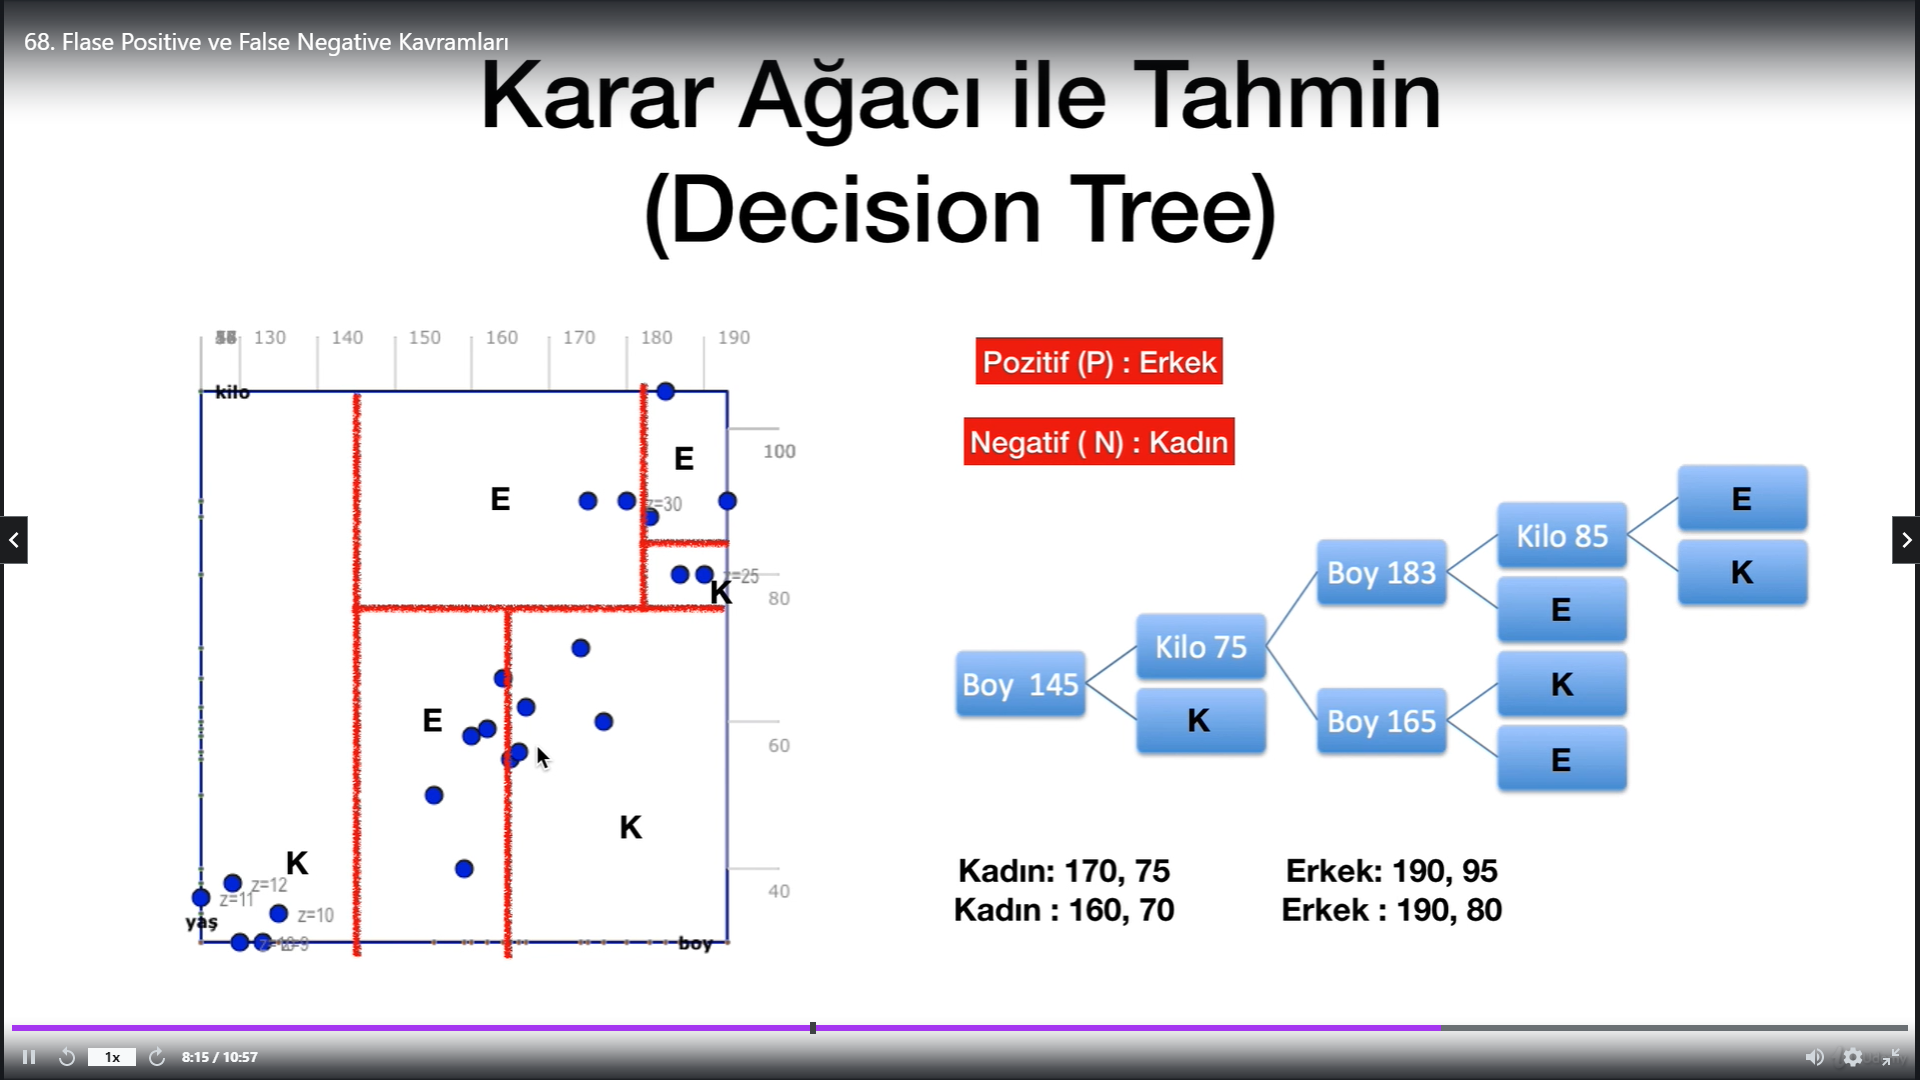 68. Flase Positive ve False Negative Kavramları
Karar Ağacı ile Tahmin
(Decision Tree)
130 140 150 160 170 180 190
kilo
100
80
60
40
E
E
z=30
z=25
K
E
K
K
z=12
z=11
z=10
yaş
boy
Pozitif (P) : Erkek
Negatif ( N) : Kadın
Boy 145
Kilo 75
K
Boy 183
Boy 165
Kilo 85
E
K
E
E
K
Kadın: 170, 75
Kadın : 160, 70
Erkek: 190, 95
Erkek : 190, 80
1x
8:15 / 10:57